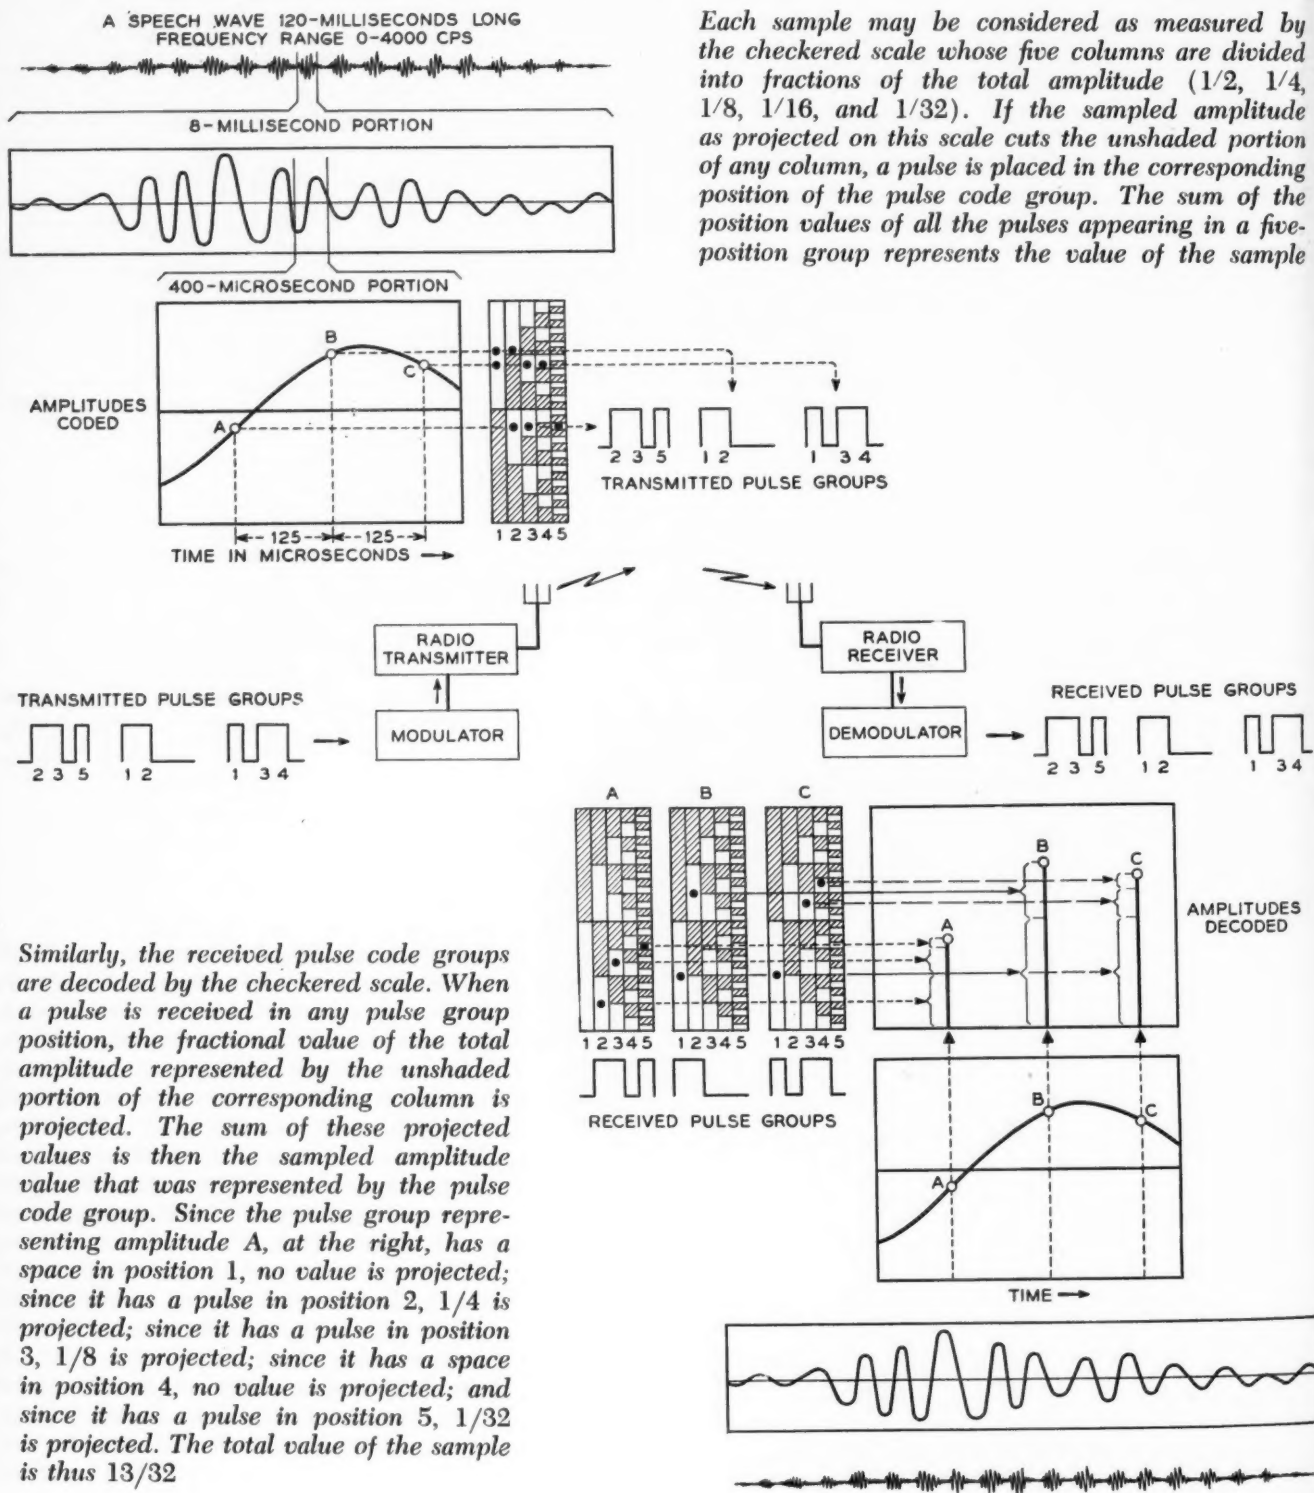 A SPEECH WAVE 120-MILLISECONDS LONG
FREQUENCY RANGE 0-4000 CPS
8-MILLISECOND PORTION
Each sample may be considered as measured by
the checkered scale whose five columns are divided
into fractions of the total amplitude (1/2, 1/4,
1/8, 1/16, and 1/32). If the sampled amplitude
as projected on this scale cuts the unshaded portion
of any column, a pulse is placed in the corresponding
position of the pulse code group. The sum of the
position values of all the pulses appearing in a five-
position group represents the value of the sample
400-MICROSECOND PORTION
B
C
A
AMPLITUDES
CODED
2 3 5
1 2
1 3 4
TRANSMITTED PULSE GROUPS
125 125
1 2 3 4 5
TIME IN MICROSECONDS
RADIO
TRANSMITTER
MODULATOR
RADIO
RECEIVER
DEMODULATOR
TRANSMITTED PULSE GROUPS
2 3 5
1 2
1 3 4
RECEIVED PULSE GROUPS
2 3 5
1 2
1 3 4
A B C
B
C
A
AMPLITUDES
DECODED
1 2 3 4 5
1 2 3 4 5
1 2 3 4 5
RECEIVED PULSE GROUPS
B
C
A
TIME
Similarly, the received pulse code groups
are decoded by the checkered scale. When
a pulse is received in any pulse group
position, the fractional value of the total
amplitude represented by the unshaded
portion of the corresponding column is
projected. The sum of these projected
values is then the sampled amplitude
value that was represented by the pulse
code group. Since the pulse group repre-
senting amplitude A, at the right, has a
space in position 1, no value is projected;
since it has a pulse in position 2, 1/4 is
projected; since it has a pulse in position
3, 1/8 is projected; since it has a space
in position 4, no value is projected; and
since it has a pulse in position 5, 1/32
is projected. The total value of the sample
is thus 13/32